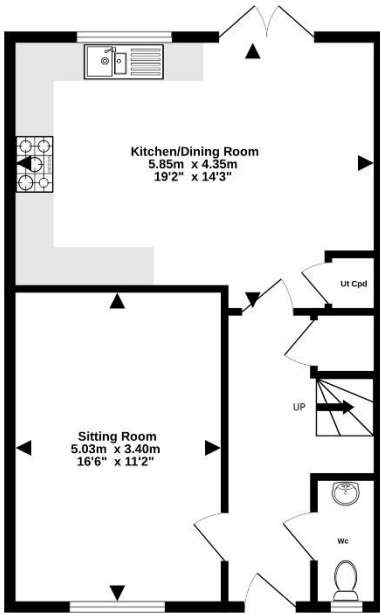 Kitchen/Dining Room
5.85m x 4.35m
19'2" x 14'3"
Ut Cpd
UP
Sitting Room
5.03m x 3.40m
16'6" x 11'2"
Wc